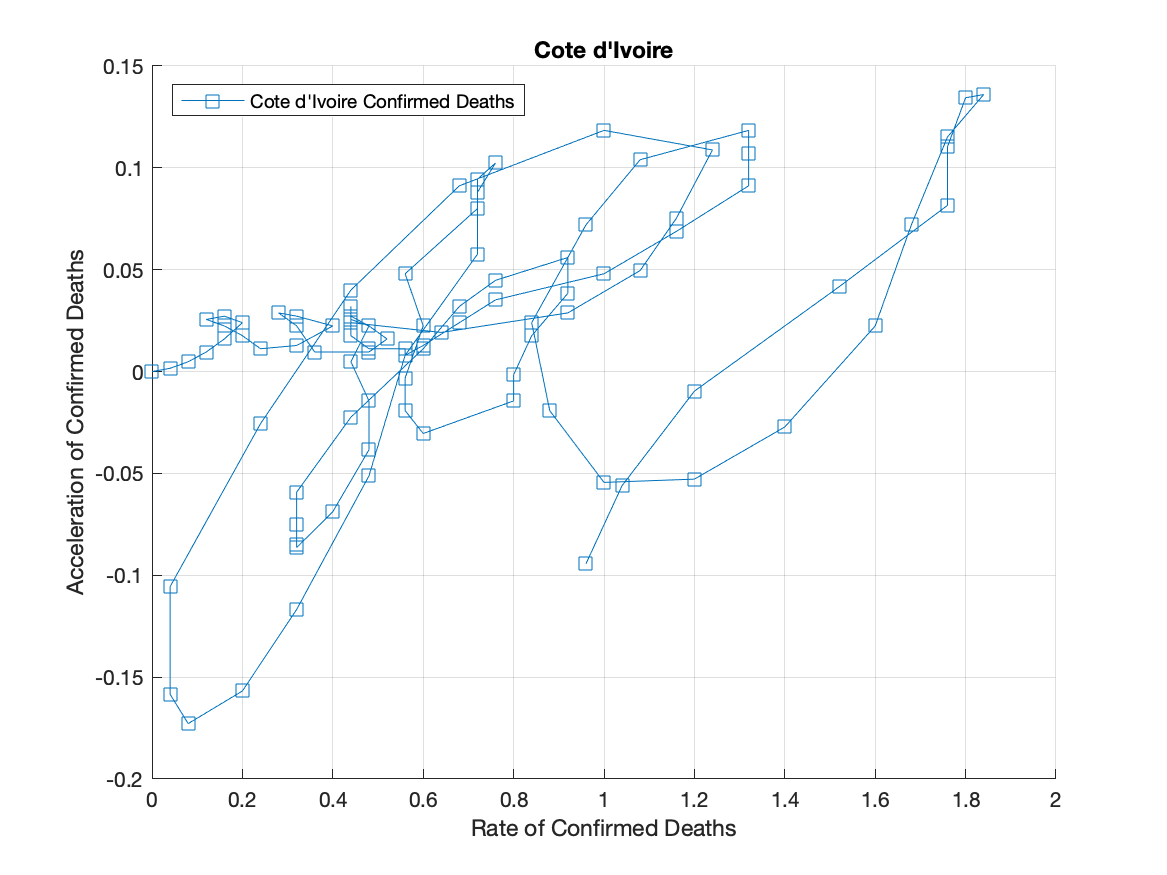 Cote d'Ivoire
Cote d'Ivoire Confirmed Deaths
Acceleration of Confirmed Deaths
0.15
0.1
0.05
0
-0.05
-0.1
-0.15
-0.2
0 0.2 0.4 0.6 0.8 1 1.2 1.4 1.6 1.8 2
Rate of Confirmed Deaths